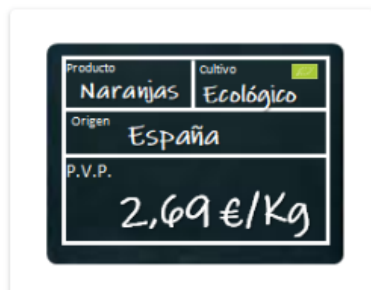 Producto
Naranjas
Cultivo
Ecológico
Origen
España
P.V.P.
2,69 €/Kg